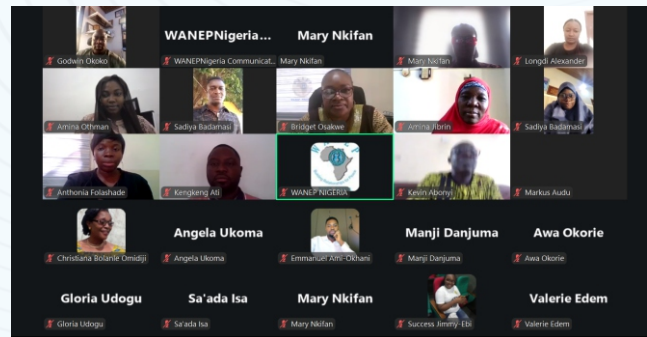 WANEPNigeria... Mary Nkifan
Godwin Okoko WANEPNigeria Communicat... Mary Nkifan Mary Nkifan Longdi Alexander
Amina Othman Sadiya Badamasi Bridget Osakwe Amina Jibrin Sadiya Badamasi
WANEP
Anthonia Folashade Kengkeng Ati WANEP NIGERIA Kevin Abonyi Markus Audu
Angela Ukoma Manji Danjuma Awa Okorie
Christiana Bolanle Omidiji Angela Ukoma Emmanuel Ami-Okhani Manji Danjuma Awa Okorie
Gloria Udogu Sa'ada Isa Mary Nkifan Valerie Edem
Gloria Udogu Sa'ada Isa Mary Nkifan Success Jimmy-Ebi Valerie Edem